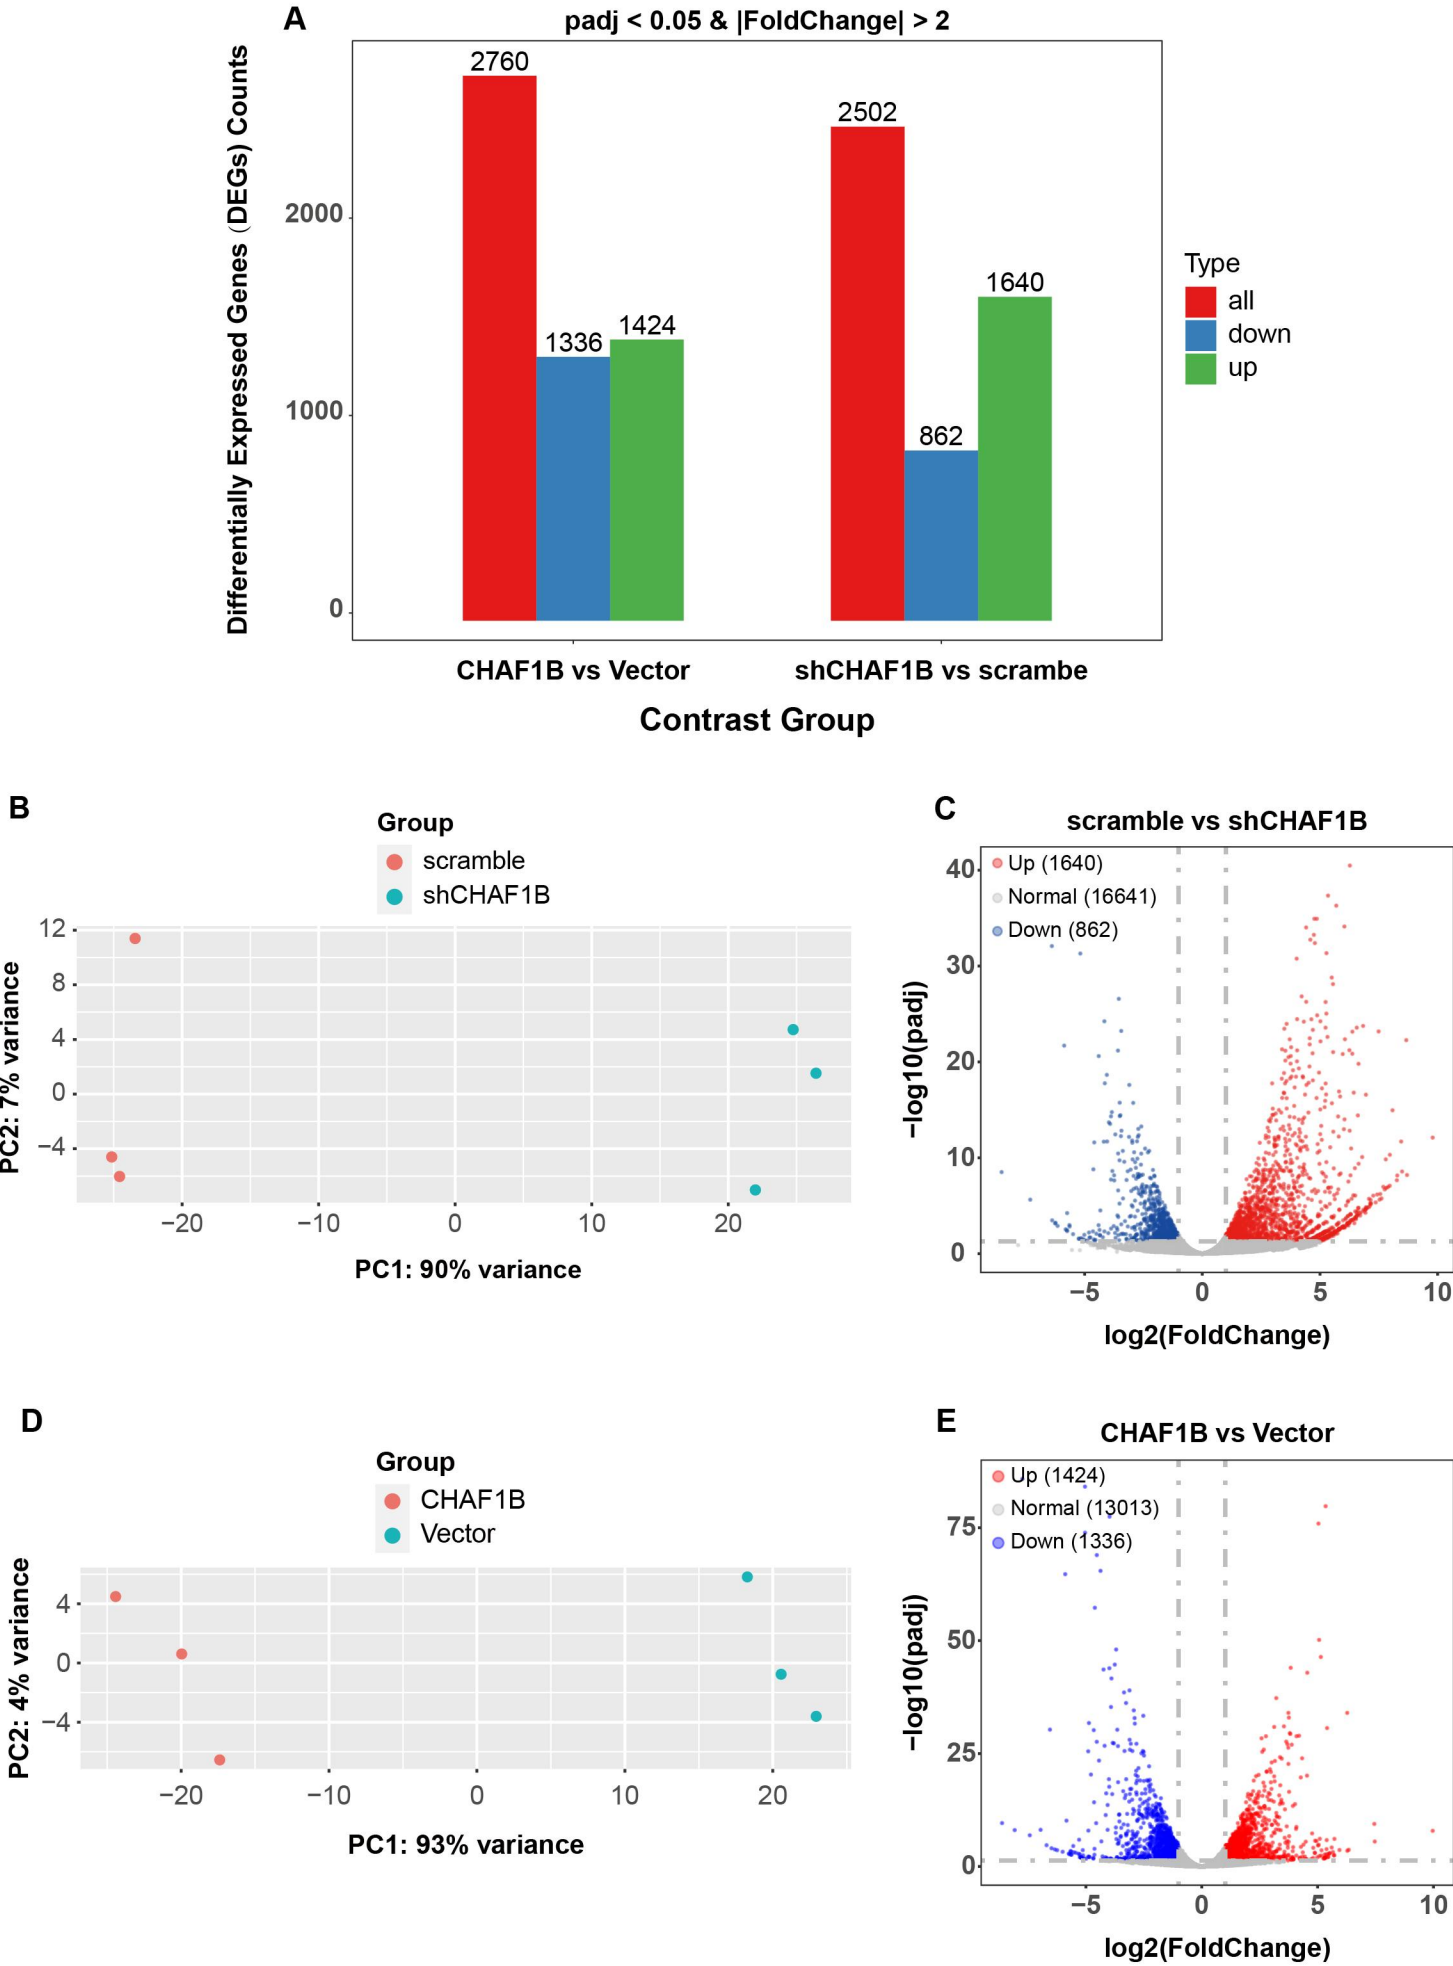 A
padj < 0.05 & |FoldChange| > 2
Differentially Expressed Genes (DEGs) Counts
2760
2502
2000
1640
1424
1336
1000
862
0
Type
all
down
up
CHAF1B vs Vector
shCHAF1B vs scrambe
Contrast Group
B
Group
scramble
shCHAF1B
PC2: 7% variance
12
8
4
0
−4
−20
−10
0
10
20
PC1: 90% variance
C
scramble vs shCHAF1B
Up (1640)
Normal (16641)
Down (862)
−log10(padj)
40
30
20
10
0
−5
0
5
10
log2(FoldChange)
D
Group
CHAF1B
Vector
PC2: 4% variance
4
0
−4
−20
−10
0
10
20
PC1: 93% variance
E
CHAF1B vs Vector
Up (1424)
Normal (13013)
Down (1336)
−log10(padj)
75
50
25
0
−5
0
5
10
log2(FoldChange)